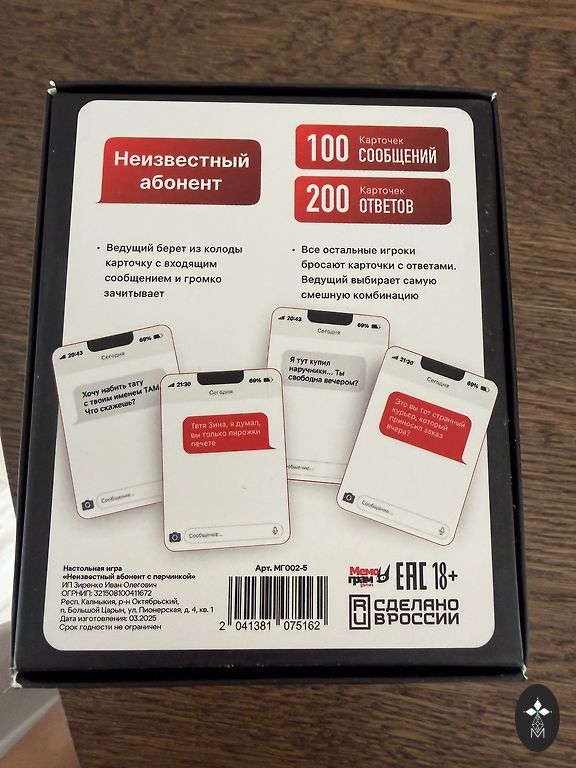 Неизвестный
абонент
100 Карточек
СООБЩЕНИЙ
200 Карточек
ОТВЕТОВ
• Ведущий берет из колоды
карточку с входящим
сообщением и громко
зачитывает
• Все остальные игроки
бросают карточки с ответами.
Ведущий выбирает самую
смешную комбинацию
20:43 69%
Сегодня
Хочу набить тату
с твоим именем ТАМ.
Что скажешь?
Сообщение...
21:30 69%
Сегодня
Тетя Зина, я думал,
вы только пирожки
печете
Сообщение...
20:43 69%
Сегодня
Я тут купил
наручники... Ты
свободна вечером?
21:30 69%
Сегодня
Это вы тот странный
курьер, который
приносил заказ
вчера?
Сообщение...
Настольная игра
«Неизвестный абонент с перчинкой»
ИП Зиренко Иван Олегович
ОГРНИП: 321508100411672
Респ. Калмыкия, р-н Октябрьский,
п. Большой Царын, ул. Пионерская, д. 4, кв. 1
Дата изготовления: 03.2025
Срок годности не ограничен
Арт. МГ002-5
2 041381 075162
Мемо
грам
EAC 18+
RU СДЕЛАНО
В РОССИИ
M